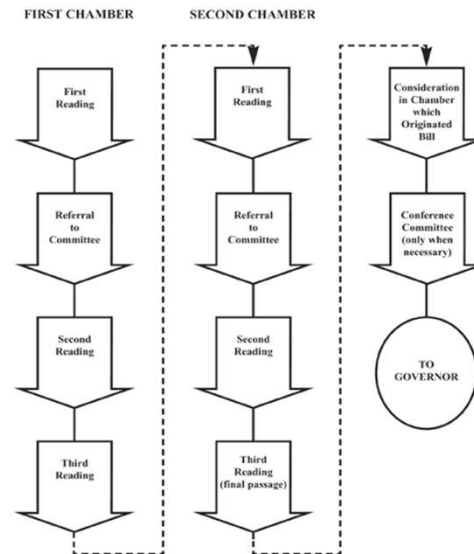 FIRST CHAMBER
First
Reading
Referral
to
Committee
Second
Reading
Third
Reading
SECOND CHAMBER
First
Reading
Referral
to
Committee
Second
Reading
Third
Reading
(final passage)
Consideration
in Chamber
which
Originated
Bill
Conference
Committee
(only when
necessary)
TO
GOVERNOR